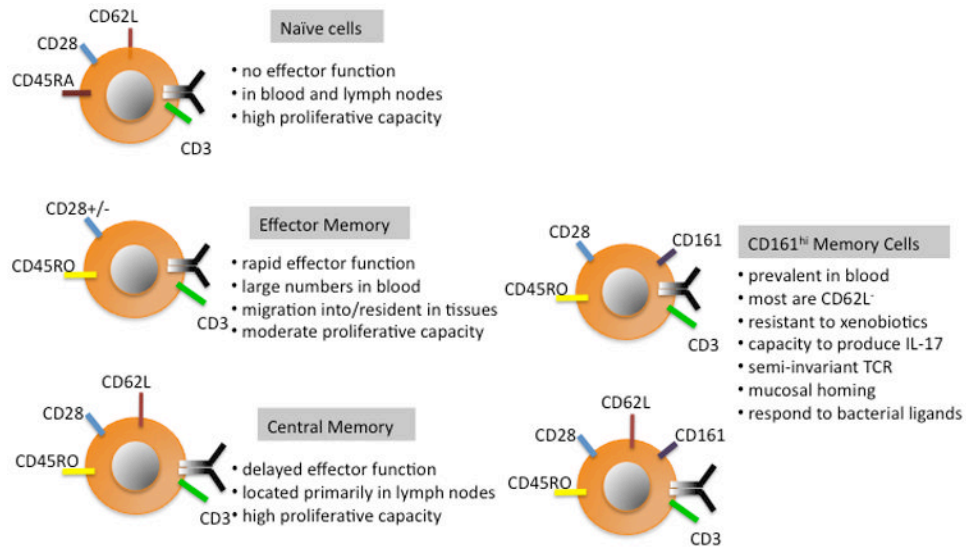 CD62L
CD28
CD45RA
CD3
Naïve cells
• no effector function
• in blood and lymph nodes
• high proliferative capacity
CD28+/-
CD45RO
CD3
Effector Memory
• rapid effector function
• large numbers in blood
• migration into/resident in tissues
• moderate proliferative capacity
CD62L
CD28
CD45RO
CD3
Central Memory
• delayed effector function
• located primarily in lymph nodes
• high proliferative capacity
CD28
CD161
CD45RO
CD3
CD62L
CD28
CD161
CD45RO
CD3
CD161hi Memory Cells
• prevalent in blood
• most are CD62L-
• resistant to xenobiotics
• capacity to produce IL-17
• semi-invariant TCR
• mucosal homing
• respond to bacterial ligands